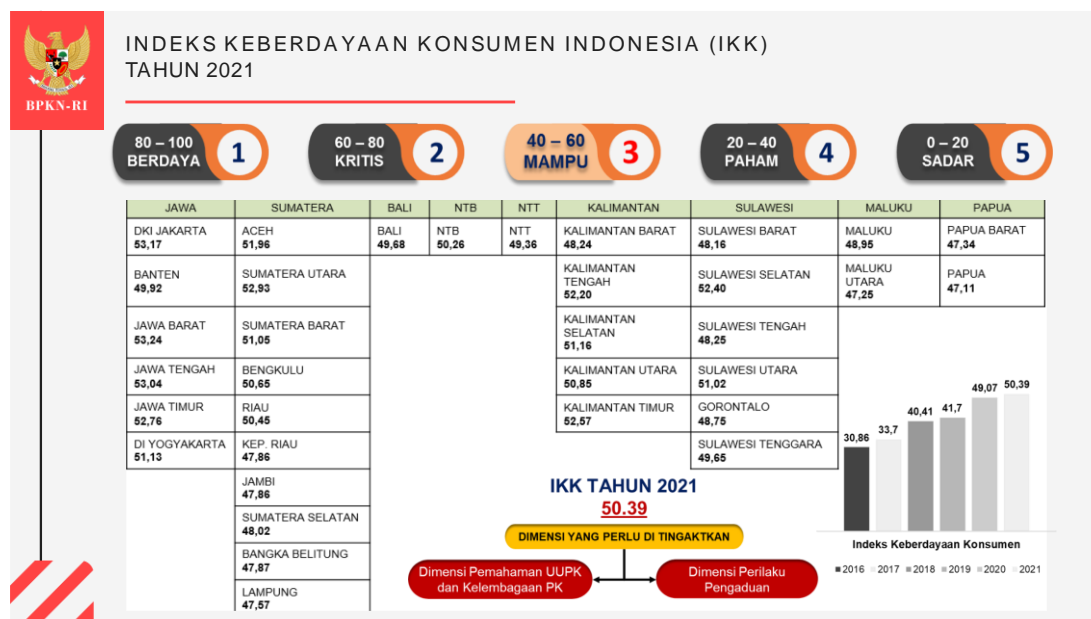 BPKN-RI
INDEKS KEBERDAYAAN KONSUMEN INDONESIA (IKK)
TAHUN 2021
80 – 100
BERDAYA
1
60 – 80
KRITIS
2
40 – 60
MAMPU
3
20 – 40
PAHAM
4
0 – 20
SADAR
5
JAWA SUMATERA BALI NTB NTT KALIMANTAN SULAWESI MALUKU PAPUA
DKI JAKARTA
53,17
ACEH
51,96
BALI
49,68
NTB
50,26
NTT
49,36
KALIMANTAN BARAT
48,24
SULAWESI BARAT
48,16
MALUKU
48,95
PAPUA BARAT
47,34
BANTEN
49,92
SUMATERA UTARA
52,93
KALIMANTAN
TENGAH
52,20
SULAWESI SELATAN
52,40
MALUKU
UTARA
47,25
PAPUA
47,11
JAWA BARAT
53,24
SUMATERA BARAT
51,05
KALIMANTAN
SELATAN
51,16
SULAWESI TENGAH
48,25
JAWA TENGAH
53,04
BENGKULU
50,65
KALIMANTAN UTARA
50,85
SULAWESI UTARA
51,02
JAWA TIMUR
52,76
RIAU
50,45
KALIMANTAN TIMUR
52,57
GORONTALO
48,75
DI YOGYAKARTA
51,13
KEP. RIAU
47,86
SULAWESI TENGGARA
49,65
JAMBI
47,86
SUMATERA SELATAN
48,02
BANGKA BELITUNG
47,87
LAMPUNG
47,57
IKK TAHUN 2021
50.39
DIMENSI YANG PERLU DI TINGAKTKAN
Dimensi Pemahaman UUPK
dan Kelembagaan PK
Dimensi Perilaku
Pengaduan
30,86 33,7 40,41 41,7 49,07 50,39
Indeks Keberdayaan Konsumen
2016 2017 2018 2019 2020 2021